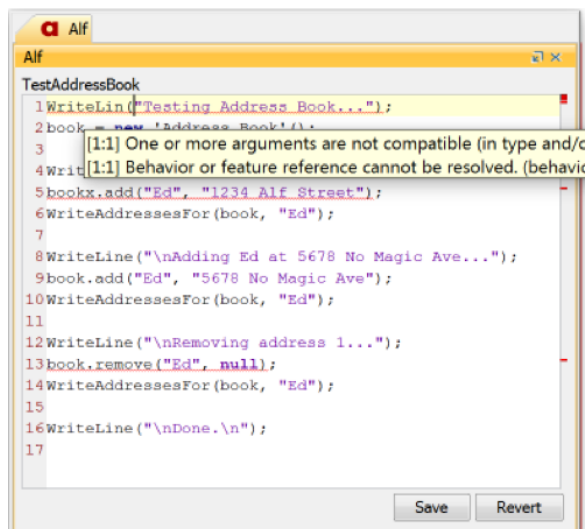 a Alf
Alf
TestAddressBook
1 WriteLin("Testing Address Book...");
2 book = new 'Address Book'();
[1:1] One or more arguments are not compatible (in type and/o
3
[1:1] Behavior or feature reference cannot be resolved. (behavio
4 Writ
5 bookx.add("Ed", "1234 Alf Street");
6 WriteAddressesFor(book, "Ed");
7
8 WriteLine("\nAdding Ed at 5678 No Magic Ave...");
9 book.add("Ed", "5678 No Magic Ave");
10 WriteAddressesFor(book, "Ed");
11
12 WriteLine("\nRemoving address 1...");
13 book.remove("Ed", null);
14 WriteAddressesFor(book, "Ed");
15
16 WriteLine("\nDone.\n");
17
Save Revert